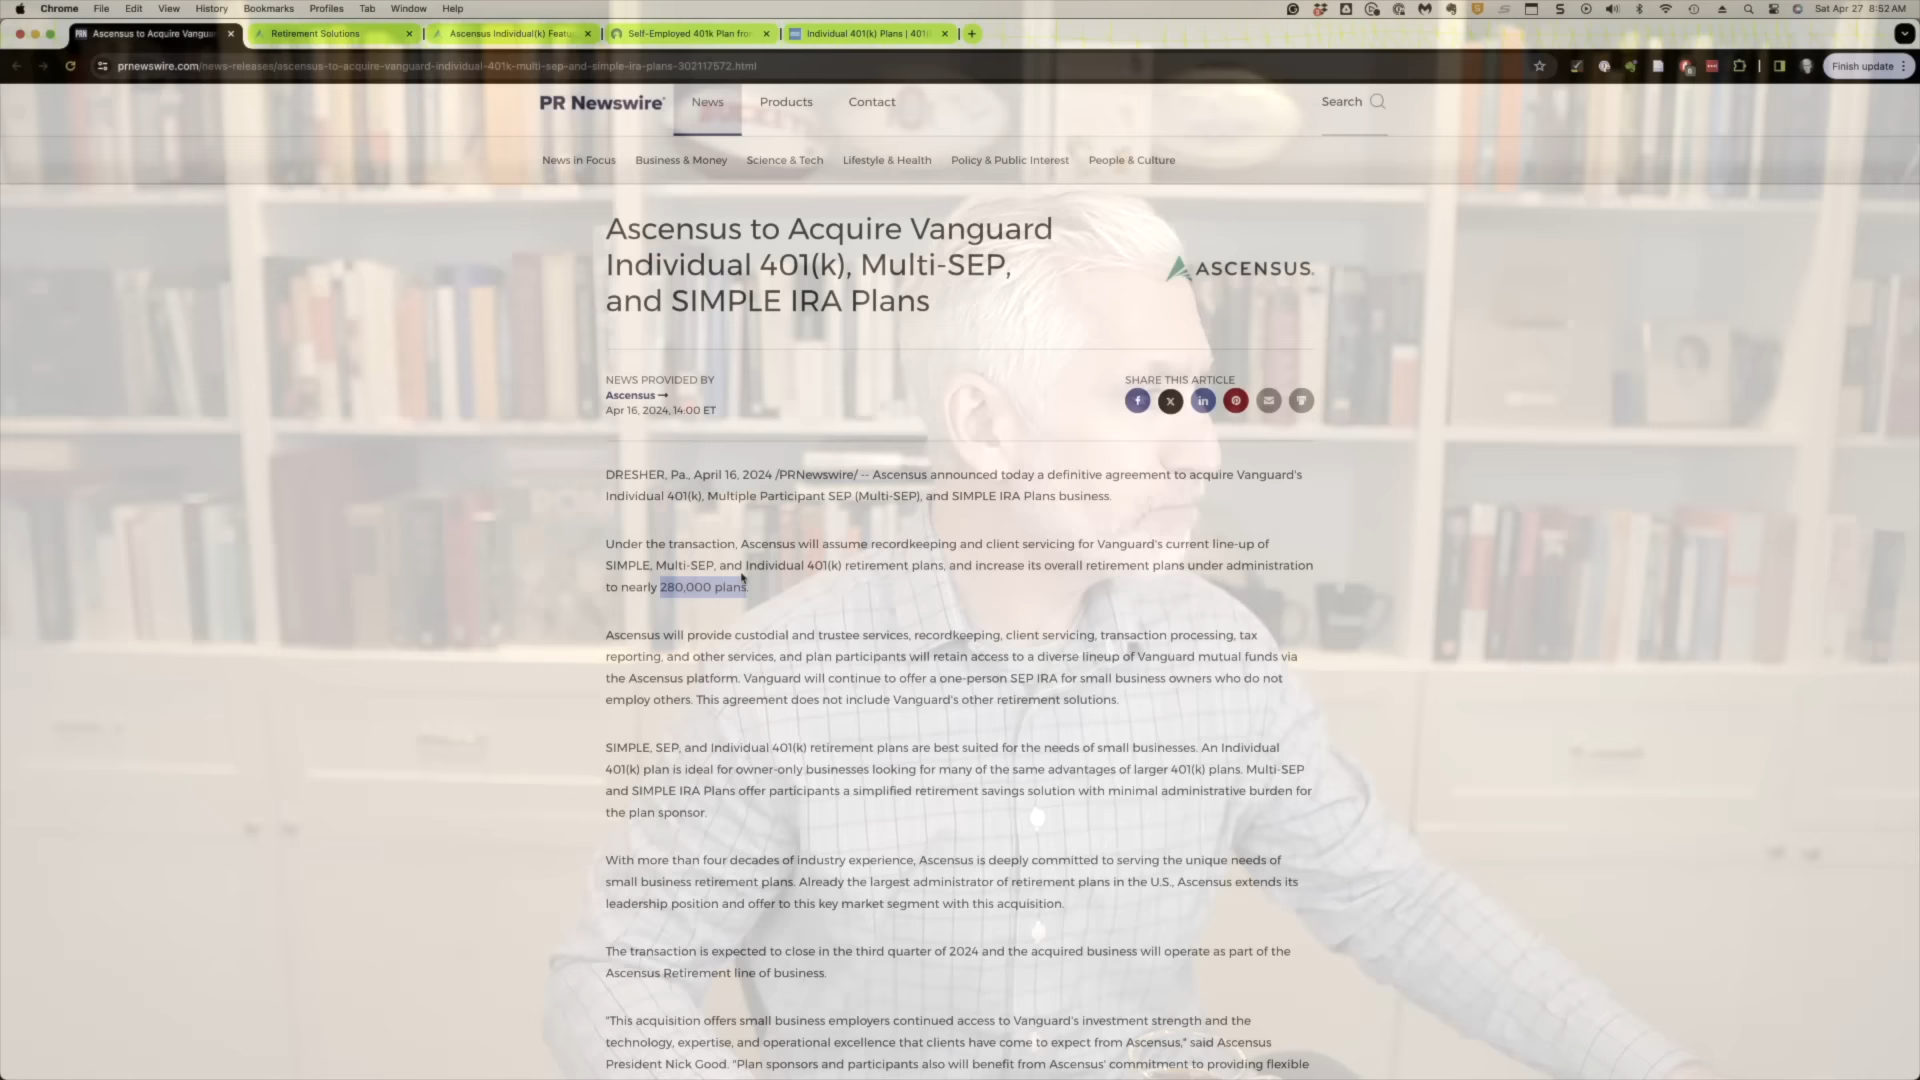 Chrome File Edit View History Bookmarks Profiles Tab Window Help Sat Apr 27 8:52 AM
Ascensus to Acquire Vangua Retirement Solutions Ascensus Individual(k) Featu Self-Employed 401k Plan fro Individual 401(k) Plans | 401(
prnewswire.com/news-releases/ascensus-to-acquire-vanguard-individual-401k-multi-sep-and-simple-ira-plans-302117572.html Finish update
PR Newswire News Products Contact Search
News in Focus Business & Money Science & Tech Lifestyle & Health Policy & Public Interest People & Culture
Ascensus to Acquire Vanguard
Individual 401(k), Multi-SEP,
and SIMPLE IRA Plans
ASCENSUS.
NEWS PROVIDED BY
Ascensus
Apr 16, 2024, 14:00 ET
SHARE THIS ARTICLE
DRESHER, Pa., April 16, 2024 /PRNewswire/ -- Ascensus announced today a definitive agreement to acquire Vanguard's
Individual 401(k), Multiple Participant SEP (Multi-SEP), and SIMPLE IRA Plans business.
Under the transaction, Ascensus will assume recordkeeping and client servicing for Vanguard's current line-up of
SIMPLE, Multi-SEP, and Individual 401(k) retirement plans, and increase its overall retirement plans under administration
to nearly 280,000 plans.
Ascensus will provide custodial and trustee services, recordkeeping, client servicing, transaction processing, tax
reporting, and other services, and plan participants will retain access to a diverse lineup of Vanguard mutual funds via
the Ascensus platform. Vanguard will continue to offer a one-person SEP IRA for small business owners who do not
employ others. This agreement does not include Vanguard's other retirement solutions.
SIMPLE, SEP, and Individual 401(k) retirement plans are best suited for the needs of small businesses. An Individual
401(k) plan is ideal for owner-only businesses looking for many of the same advantages of larger 401(k) plans. Multi-SEP
and SIMPLE IRA Plans offer participants a simplified retirement savings solution with minimal administrative burden for
the plan sponsor.
With more than four decades of industry experience, Ascensus is deeply committed to serving the unique needs of
small business retirement plans. Already the largest administrator of retirement plans in the U.S., Ascensus extends its
leadership position and offer to this key market segment with this acquisition.
The transaction is expected to close in the third quarter of 2024 and the acquired business will operate as part of the
Ascensus Retirement line of business.
"This acquisition offers small business employers continued access to Vanguard's investment strength and the
technology, expertise, and operational excellence that clients have come to expect from Ascensus," said Ascensus
President Nick Good. "Plan sponsors and participants also will benefit from Ascensus' commitment to providing flexible